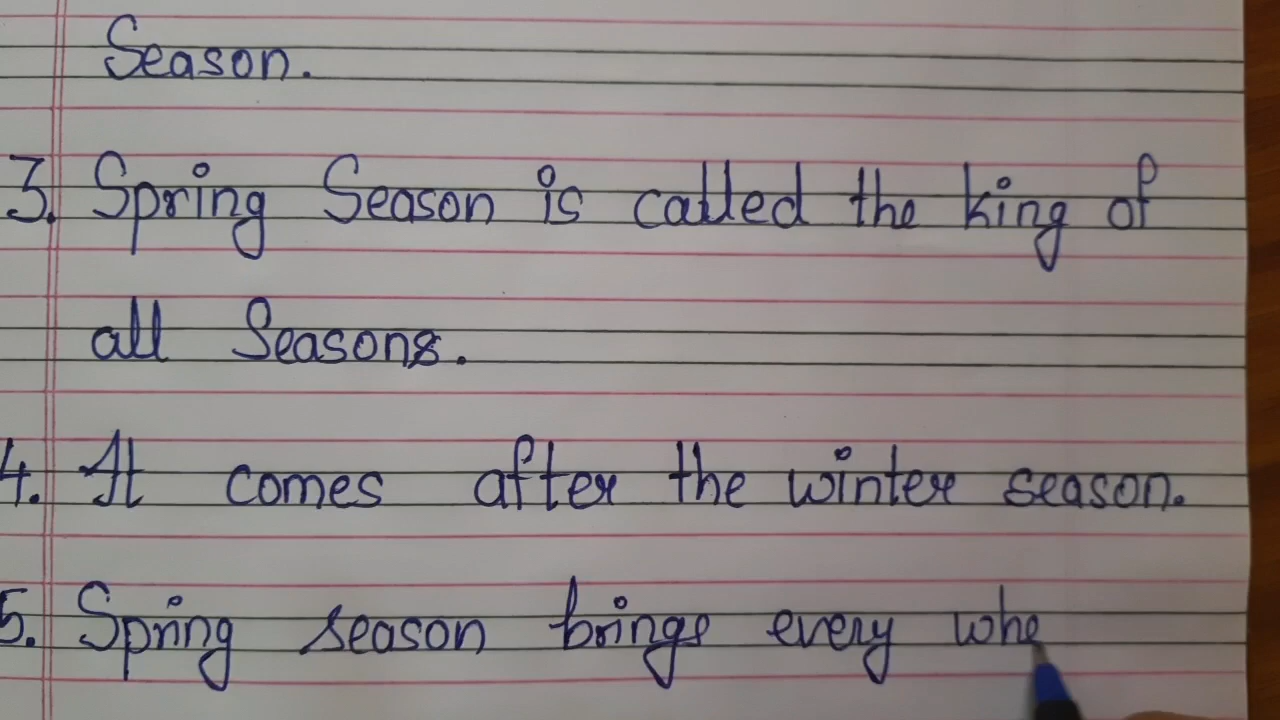 Season.
3. Spring Season is called the king of
all Seasons.
4. It comes after the winter season.
5. Spring season brings every whe